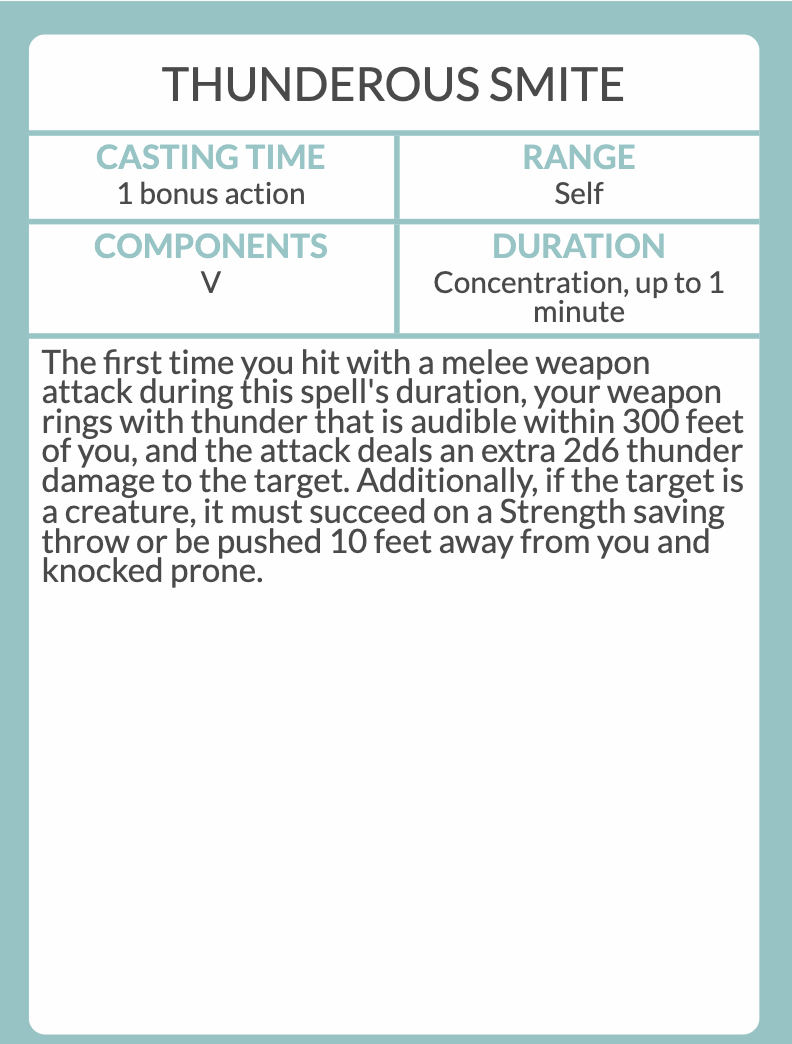 THUNDEROUS SMITE
CASTING TIME
1 bonus action
RANGE
Self
COMPONENTS
V
DURATION
Concentration, up to 1
minute
The first time you hit with a melee weapon
attack during this spell's duration, your weapon
rings with thunder that is audible within 300 feet
of you, and the attack deals an extra 2d6 thunder
damage to the target. Additionally, if the target is
a creature, it must succeed on a Strength saving
throw or be pushed 10 feet away from you and
knocked prone.